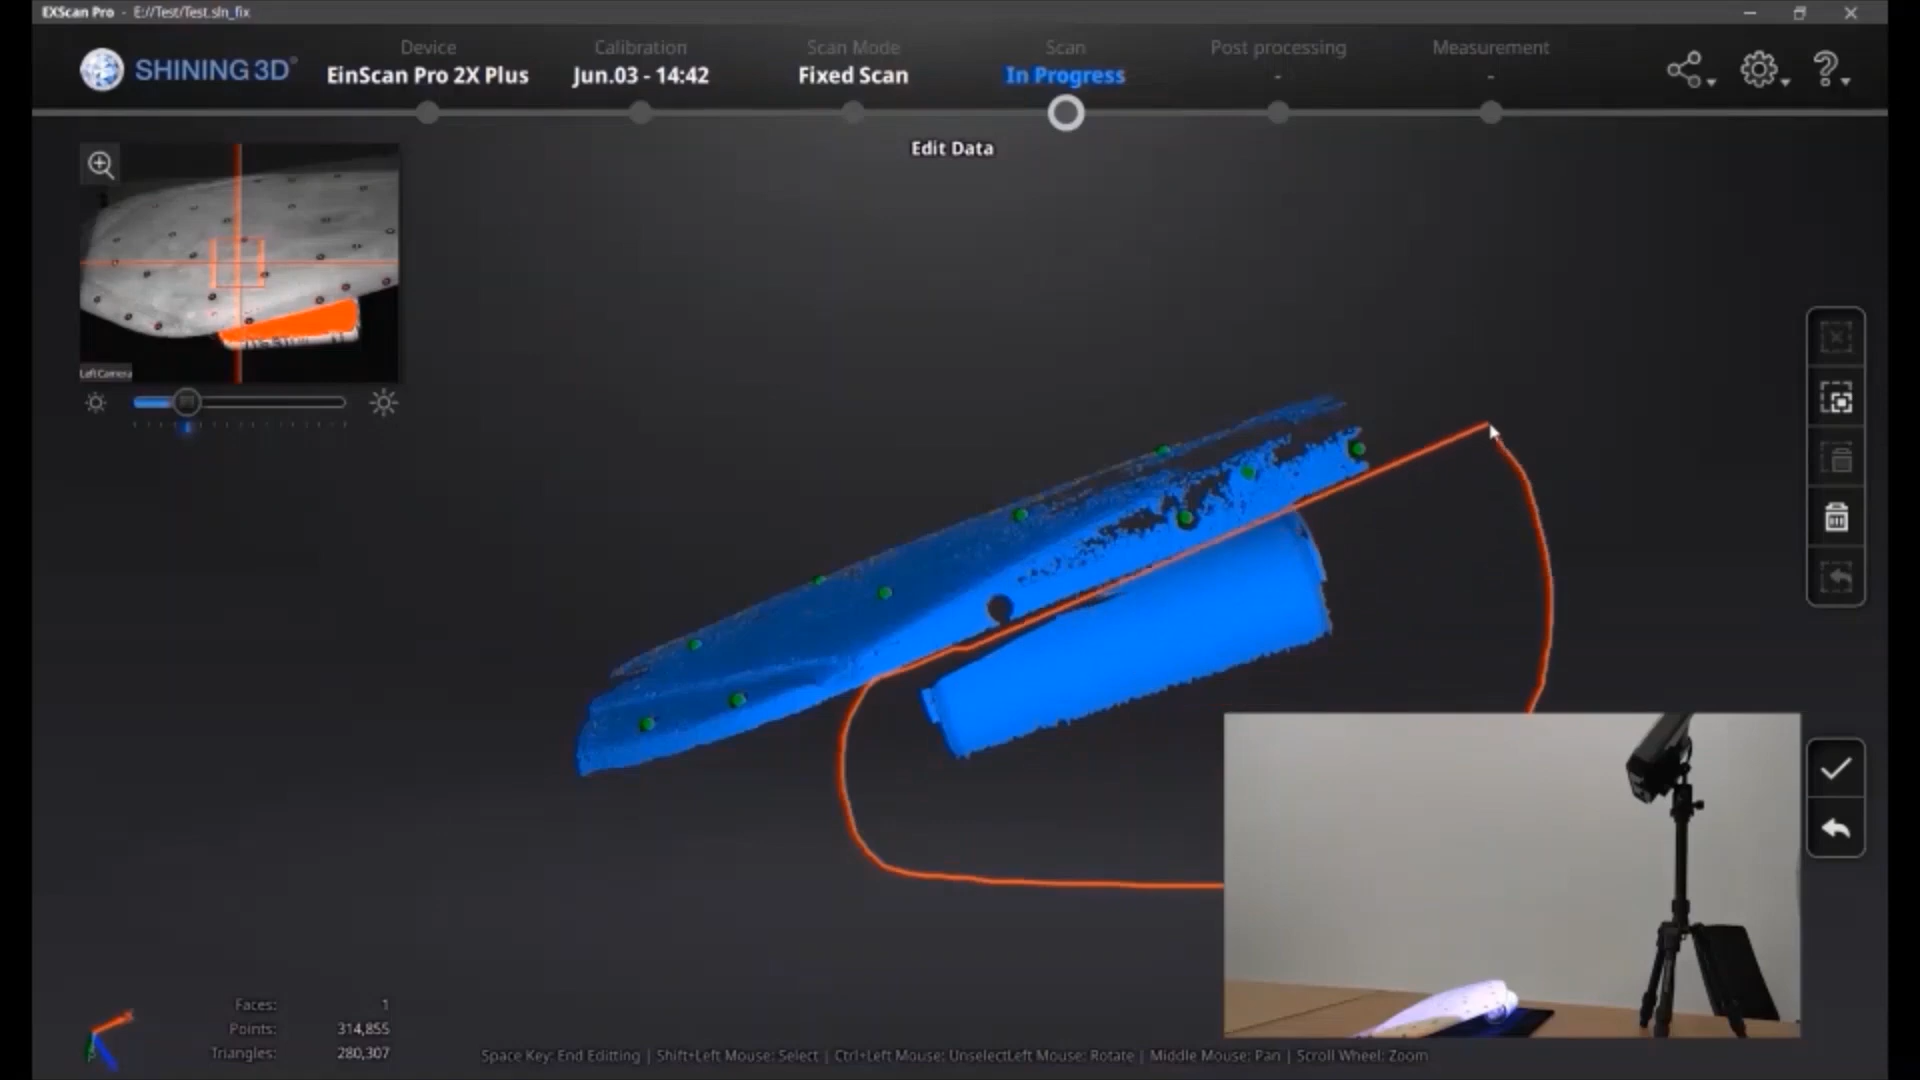 EXScan Pro - E://Test/Test.sln_fix
SHINING 3D®
Device
EinScan Pro 2X Plus
Calibration
Jun.03 - 14:42
Scan Mode
Fixed Scan
Scan
In Progress
Post processing
-
Measurement
-
Edit Data
Left Camera
Faces: 1
Points: 314,855
Triangles: 280,307
Space Key: End Editting | Shift+Left Mouse: Select | Ctrl+Left Mouse: UnselectLeft Mouse: Rotate | Middle Mouse: Pan | Scroll Wheel: Zoom